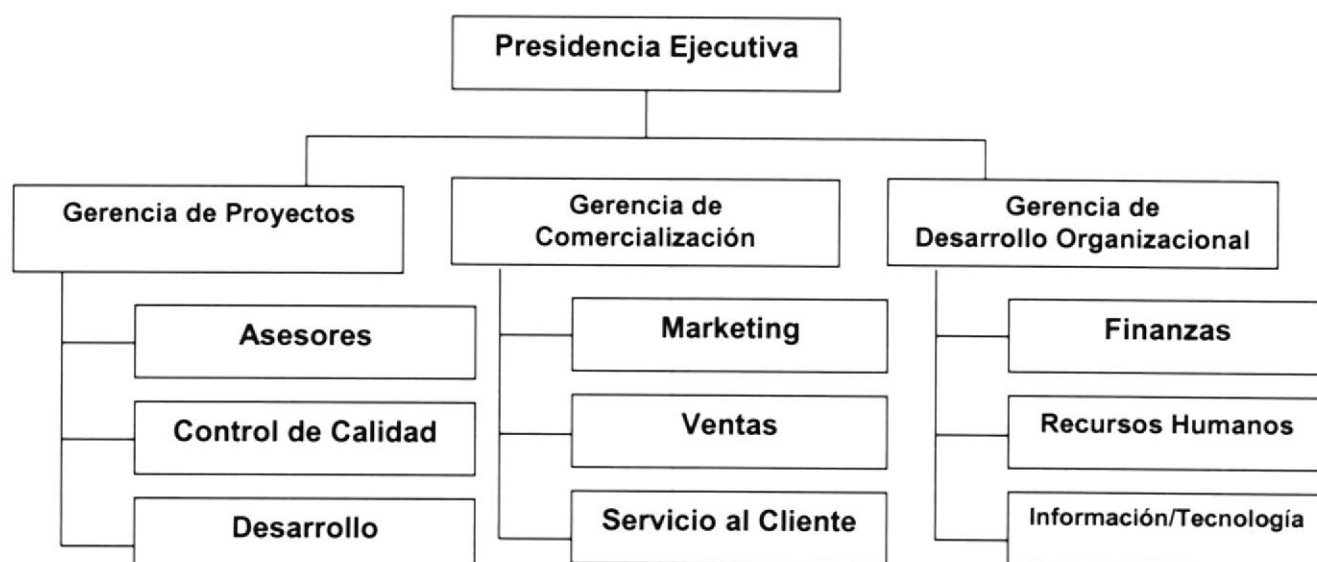 Presidencia Ejecutiva
Gerencia de Proyectos
Gerencia de
Comercialización
Gerencia de
Desarrollo Organizacional
Asesores
Marketing
Finanzas
Control de Calidad
Ventas
Recursos Humanos
Desarrollo
Servicio al Cliente
Información/Tecnología